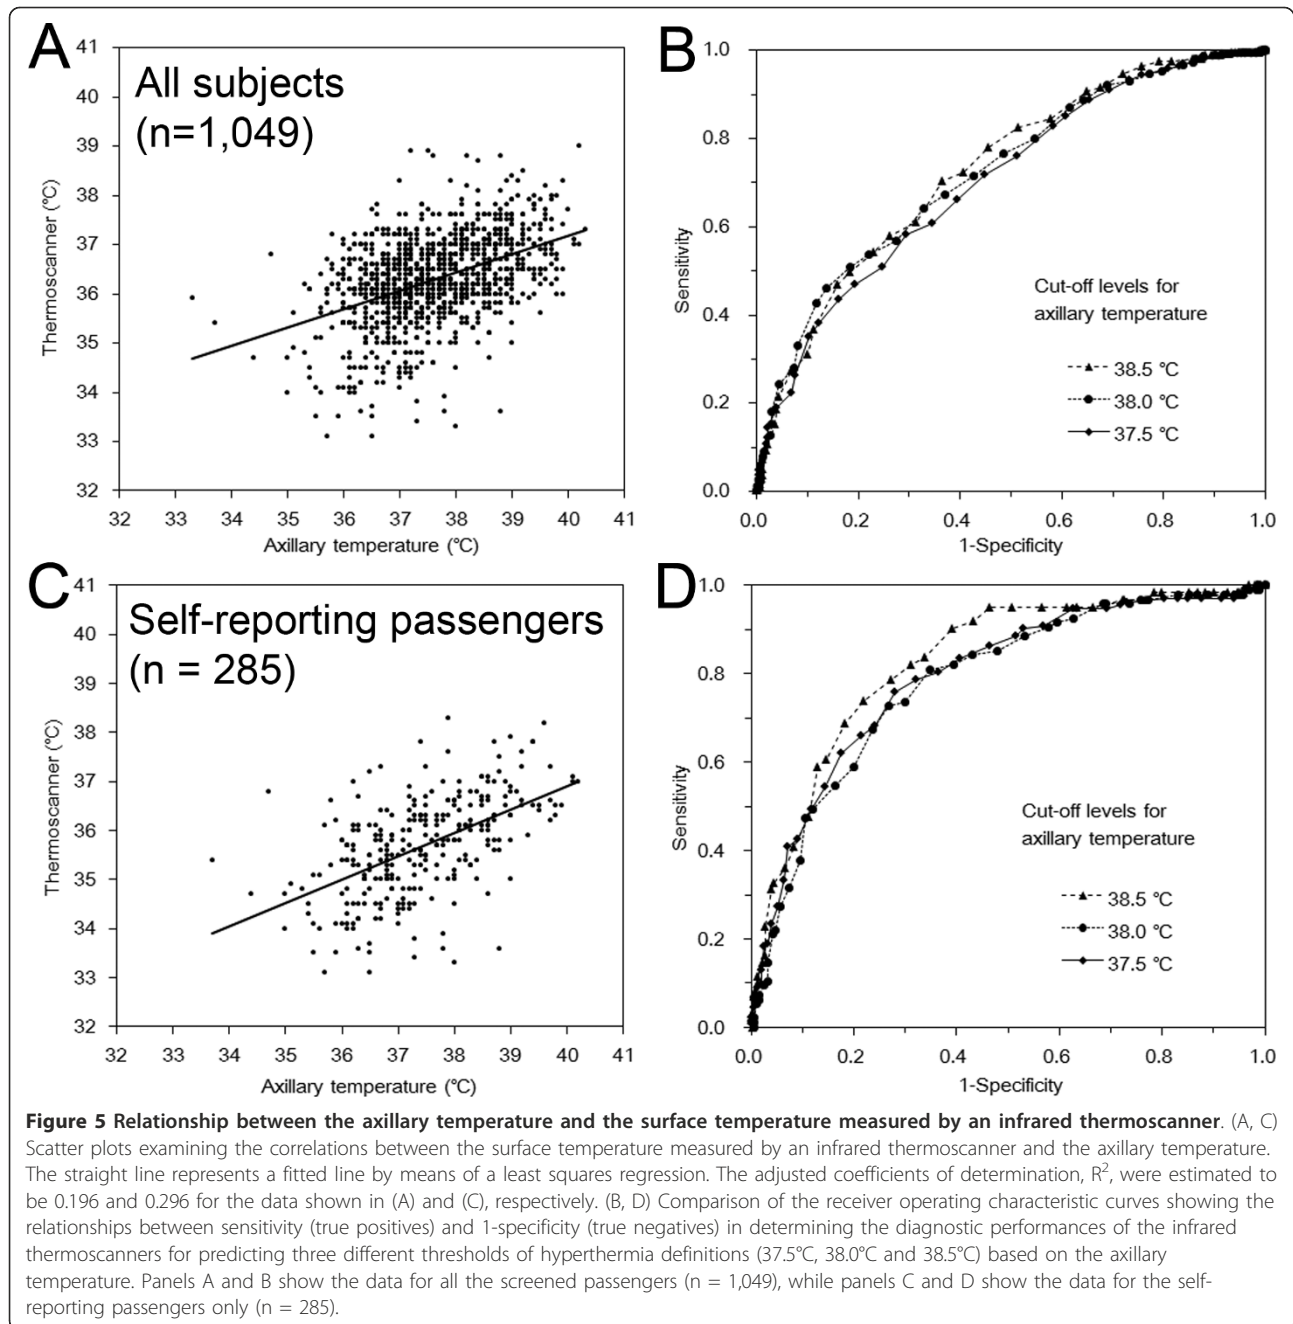 A
All subjects
(n=1,049)
41
40
39
38
37
36
35
34
33
32
Thermoscanner (℃)
32 33 34 35 36 37 38 39 40 41
Axillary temperature (℃)
B
1.0
0.8
0.6
0.4
0.2
0.0
Sensitivity
Cut-off levels for
axillary temperature
38.5 ℃
38.0 ℃
37.5 ℃
0.0 0.2 0.4 0.6 0.8 1.0
1-Specificity
C
Self-reporting passengers
(n = 285)
41
40
39
38
37
36
35
34
33
32
Thermoscanner (℃)
32 33 34 35 36 37 38 39 40 41
Axillary temperature (℃)
D
1.0
0.8
0.6
0.4
0.2
0.0
Sensitivity
Cut-off levels for
axillary temperature
38.5 ℃
38.0 ℃
37.5 ℃
0.0 0.2 0.4 0.6 0.8 1.0
1-Specificity
Figure 5 Relationship between the axillary temperature and the surface temperature measured by an infrared thermoscanner. (A, C)
Scatter plots examining the correlations between the surface temperature measured by an infrared thermoscanner and the axillary temperature.
The straight line represents a fitted line by means of a least squares regression. The adjusted coefficients of determination, R², were estimated to
be 0.196 and 0.296 for the data shown in (A) and (C), respectively. (B, D) Comparison of the receiver operating characteristic curves showing the
relationships between sensitivity (true positives) and 1-specificity (true negatives) in determining the diagnostic performances of the infrared
thermoscanners for predicting three different thresholds of hyperthermia definitions (37.5°C, 38.0°C and 38.5°C) based on the axillary
temperature. Panels A and B show the data for all the screened passengers (n = 1,049), while panels C and D show the data for the self-
reporting passengers only (n = 285).